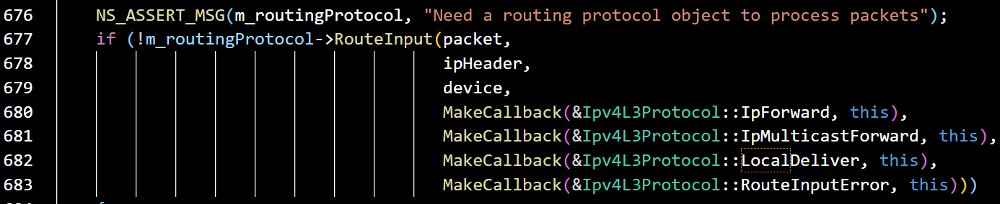 676 NS_ASSERT_MSG(m_routingProtocol, "Need a routing protocol object to process packets");
677 if (!m_routingProtocol->RouteInput(packet,
678 ipHeader,
679 device,
680 MakeCallback(&Ipv4L3Protocol::IpForward, this),
681 MakeCallback(&Ipv4L3Protocol::IpMulticastForward, this),
682 MakeCallback(&Ipv4L3Protocol::LocalDeliver, this),
683 MakeCallback(&Ipv4L3Protocol::RouteInputError, this)))